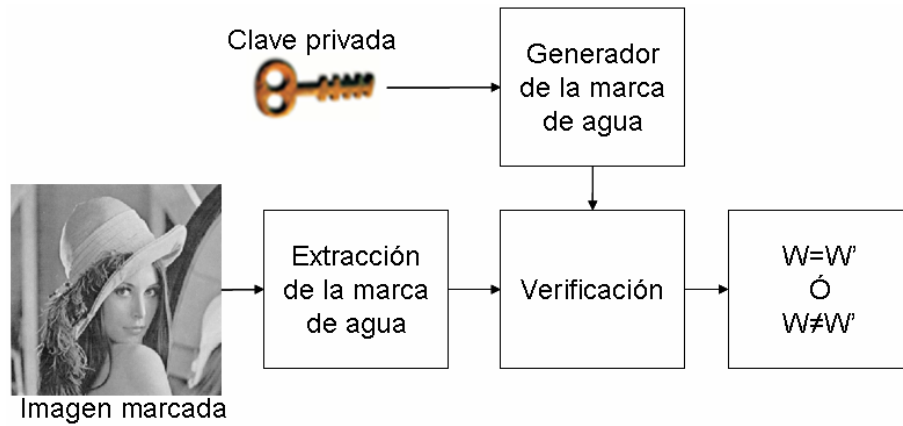 Clave privada
Generador
de la marca
de agua
Extracción
de la marca
de agua
Verificación
W=W’
Ó
W≠W’
Imagen marcada